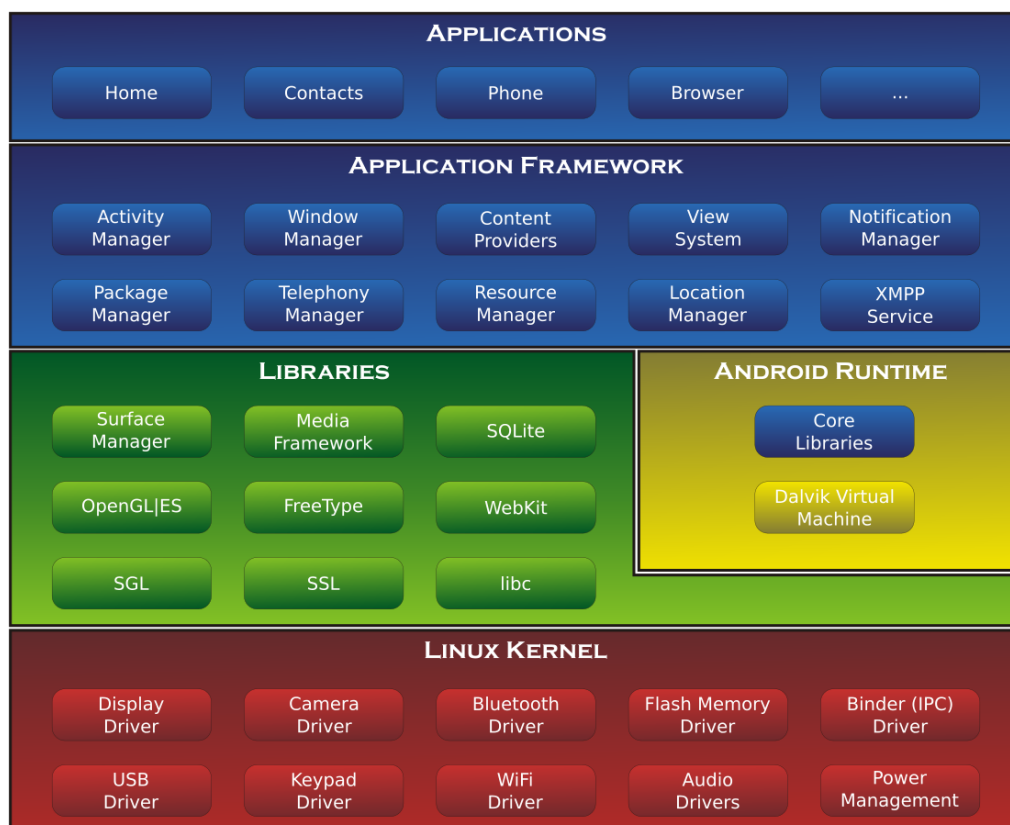 APPLICATIONS
Home
Contacts
Phone
Browser
...
APPLICATION FRAMEWORK
Activity
Manager
Window
Manager
Content
Providers
View
System
Notification
Manager
Package
Manager
Telephony
Manager
Resource
Manager
Location
Manager
XMPP
Service
LIBRARIES
Surface
Manager
Media
Framework
SQLite
OpenGL|ES
FreeType
WebKit
SGL
SSL
libc
ANDROID RUNTIME
Core
Libraries
Dalvik Virtual
Machine
LINUX KERNEL
Display
Driver
Camera
Driver
Bluetooth
Driver
Flash Memory
Driver
Binder (IPC)
Driver
USB
Driver
Keypad
Driver
WiFi
Driver
Audio
Drivers
Power
Management